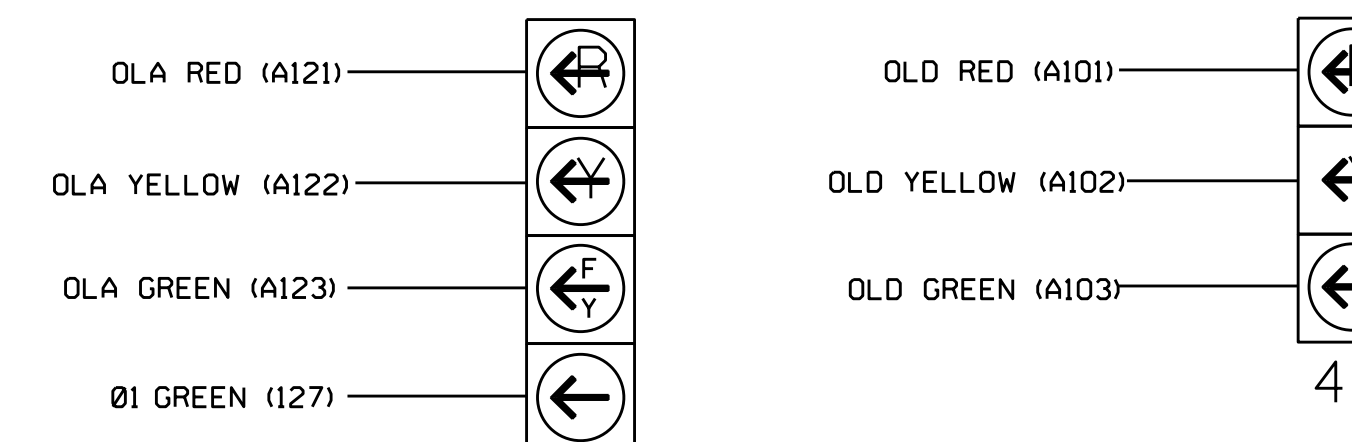 OLA RED (A121)
R
OLA YELLOW (A122)
Y
OLA GREEN (A123)
F
Y
Ø1 GREEN (127)
OLD RED (A101)
OLD YELLOW (A102)
OLD GREEN (A103)
4